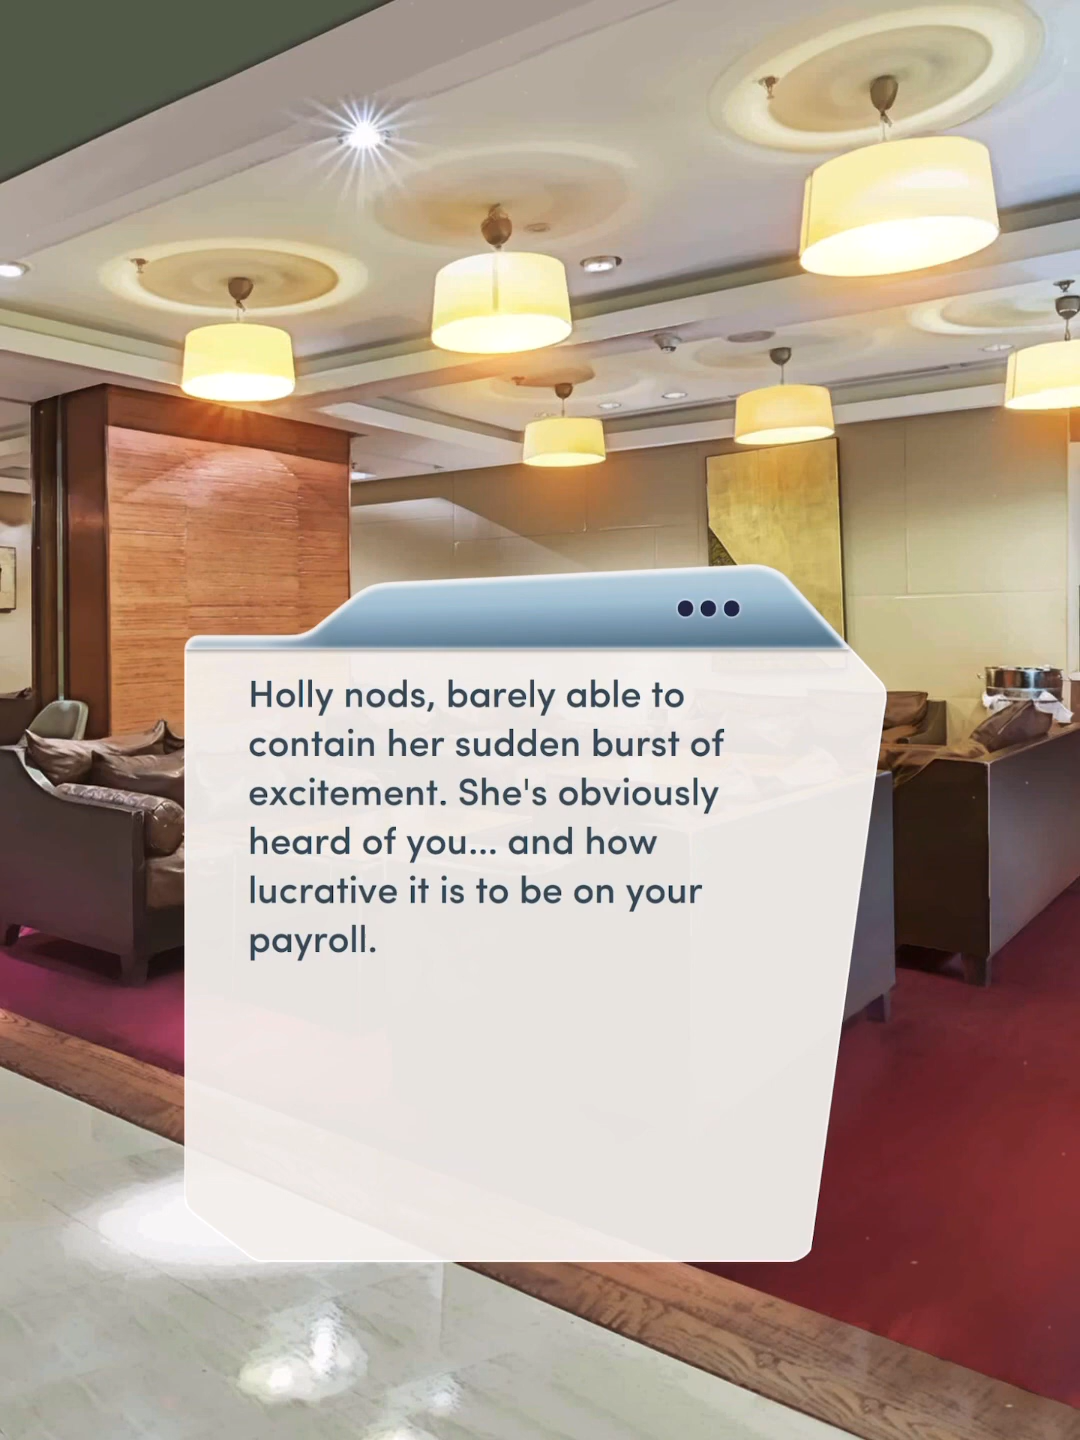 Holly nods, barely able to
contain her sudden burst of
excitement. She's obviously
heard of you... and how
lucrative it is to be on your
payroll.